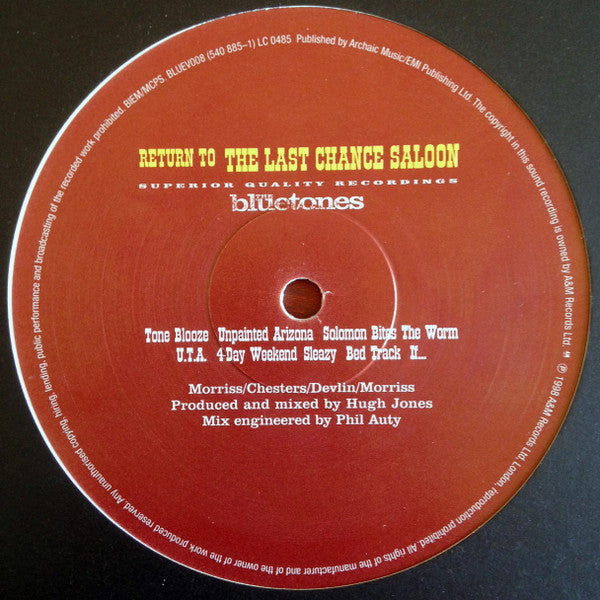 RETURN TO THE LAST CHANCE SALOON
SUPERIOR QUALITY RECORDINGS
bluetones
Tone Blooze Unpainted Arizona Solomon Bites The Worm
U.T.A. 4-Day Weekend Sleazy Bed Track If...
Morriss/Chesters/Devlin/Morriss
Produced and mixed by Hugh Jones
Mix engineered by Phil Auty
BIEM/MCPS BLUEV008 (540 885-1) LC 0485 Published by Archaic Music/EMI Publishing Ltd. The copyright in this sound recording is owned by A&M Records Ltd. ℗ 1998 A&M Records Ltd. London, reproduction prohibited. All rights of the manufacturer and of the owner of the work produced reserved. Any unauthorised copying, hiring, lending, public performance and broadcasting of the recorded work prohibited.